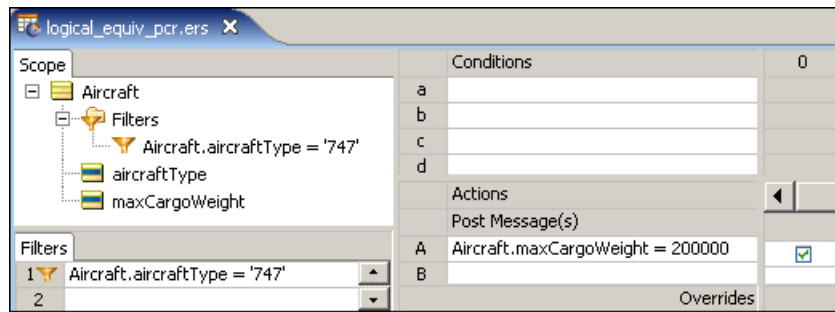 logical_equiv_pcr.ers
Scope
Aircraft
Filters
Aircraft.aircraftType = '747'
aircraftType
maxCargoWeight
Filters
1 Aircraft.aircraftType = '747'
2
Conditions 0
a
b
c
d
Actions
Post Message(s)
A Aircraft.maxCargoWeight = 200000
B
Overrides